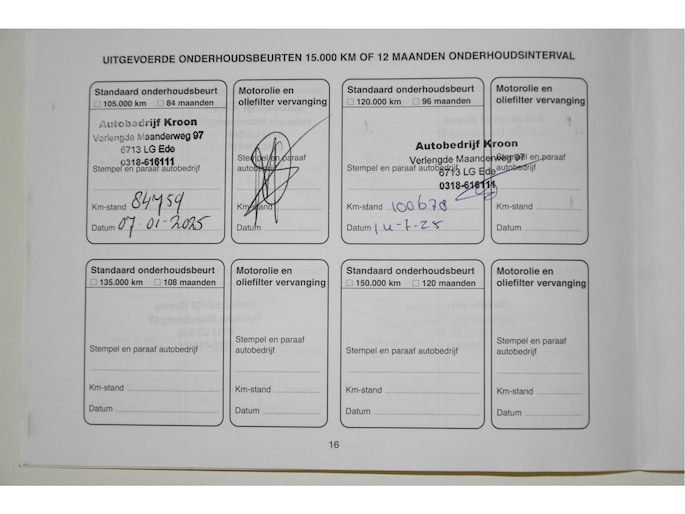 UITGEVOERDE ONDERHOUDSBEURTEN 15.000 KM OF 12 MAANDEN ONDERHOUDSINTERVAL
Standaard onderhoudsbeurt
☐ 105.000 km ☐ 84 maanden
Autobedrijf Kroon
Verlengde Maanderweg 97
6713 LG Ede
0318-616111
Stempel en paraaf autobedrijf
Km-stand 84759
Datum 07-01-2025
Motorolie en
oliefilter vervanging
Stempel en paraaf
autobedrijf
Km-stand
Datum
Standaard onderhoudsbeurt
☐ 120.000 km ☐ 96 maanden
Autobedrijf Kroon
Verlengde Maanderweg 97
6713 LG Ede
0318-616111
Stempel en paraaf autobedrijf
Km-stand 100678
Datum 14-7-25
Motorolie en
oliefilter vervanging
Stempel en paraaf
autobedrijf
Km-stand
Datum
Standaard onderhoudsbeurt
☐ 135.000 km ☐ 108 maanden
Stempel en paraaf autobedrijf
Km-stand
Datum
Motorolie en
oliefilter vervanging
Stempel en paraaf
autobedrijf
Km-stand
Datum
Standaard onderhoudsbeurt
☐ 150.000 km ☐ 120 maanden
Stempel en paraaf autobedrijf
Km-stand
Datum
Motorolie en
oliefilter vervanging
Stempel en paraaf
autobedrijf
Km-stand
Datum
16